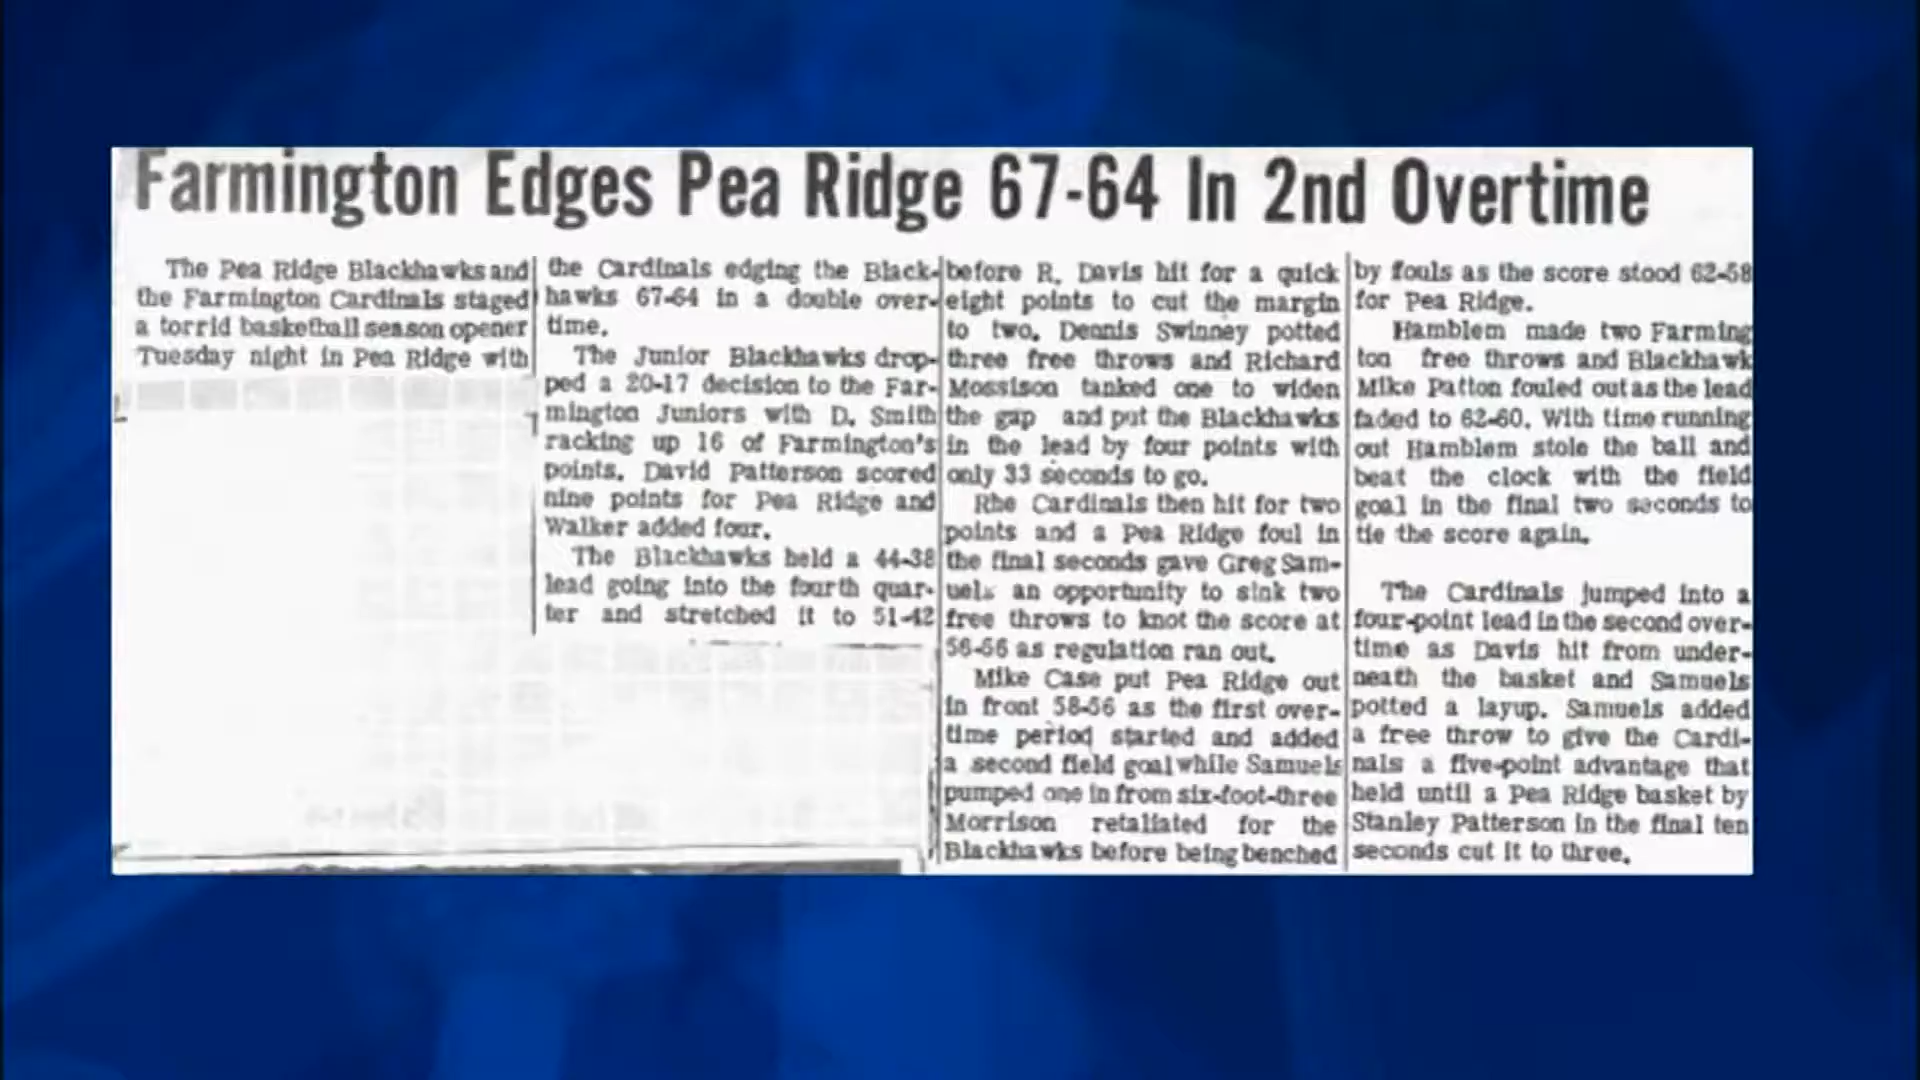 Farmington Edges Pea Ridge 67-64 In 2nd Overtime
The Pea Ridge Blackhawks and
the Farmington Cardinals staged
a torrid basketball season opener
Tuesday night in Pea Ridge with
the Cardinals edging the Black-
hawks 67-64 in a double over-
time.
The Junior Blackhawks drop-
ped a 20-17 decision to the Far-
mington Juniors with D. Smith
racking up 16 of Farmington's
points. David Patterson scored
nine points for Pea Ridge and
Walker added four.
The Blackhawks held a 44-38
lead going into the fourth quar-
ter and stretched it to 51-42
before R. Davis hit for a quick
eight points to cut the margin
to two. Dennis Swinney potted
three free throws and Richard
Mossison tanked one to widen
the gap and put the Blackhawks
in the lead by four points with
only 33 seconds to go.
Rhe Cardinals then hit for two
points and a Pea Ridge foul in
the final seconds gave Greg Sam-
uels an opportunity to sink two
free throws to knot the score at
56-56 as regulation ran out.
Mike Case put Pea Ridge out
in front 58-56 as the first over-
time period started and added
a second field goal while Samuels
pumped one in from six-foot-three
Morrison retaliated for the
Blackhawks before being benched
by fouls as the score stood 62-58
for Pea Ridge.
Hamblem made two Farming
ton free throws and Blackhawk
Mike Patton fouled out as the lead
faded to 62-60. With time running
out Hamblem stole the ball and
beat the clock with the field
goal in the final two seconds to
tie the score again.
The Cardinals jumped into a
four-point lead in the second over-
time as Davis hit from under-
neath the basket and Samuels
potted a layup. Samuels added
a free throw to give the Cardi-
nals a five-point advantage that
held until a Pea Ridge basket by
Stanley Patterson in the final ten
seconds cut it to three.